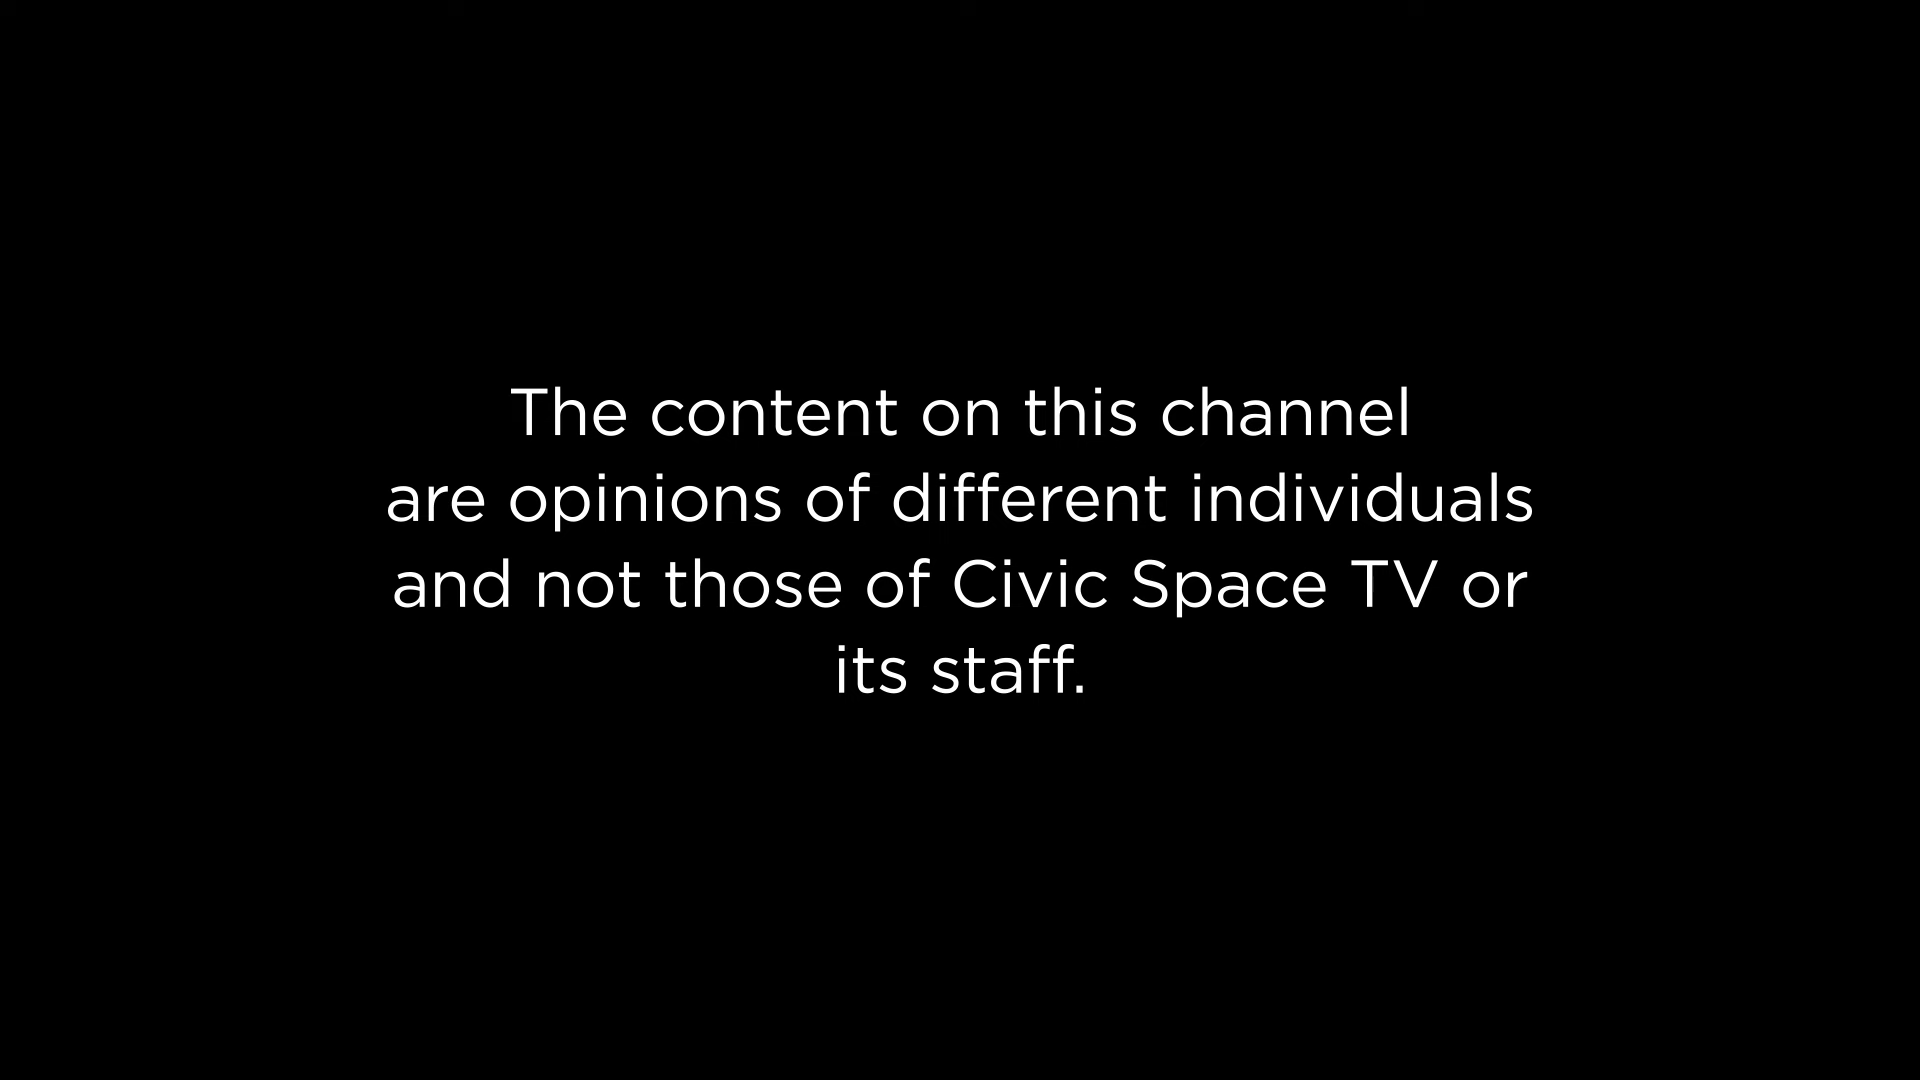 The content on this channel
are opinions of different individuals
and not those of Civic Space TV or
its staff.